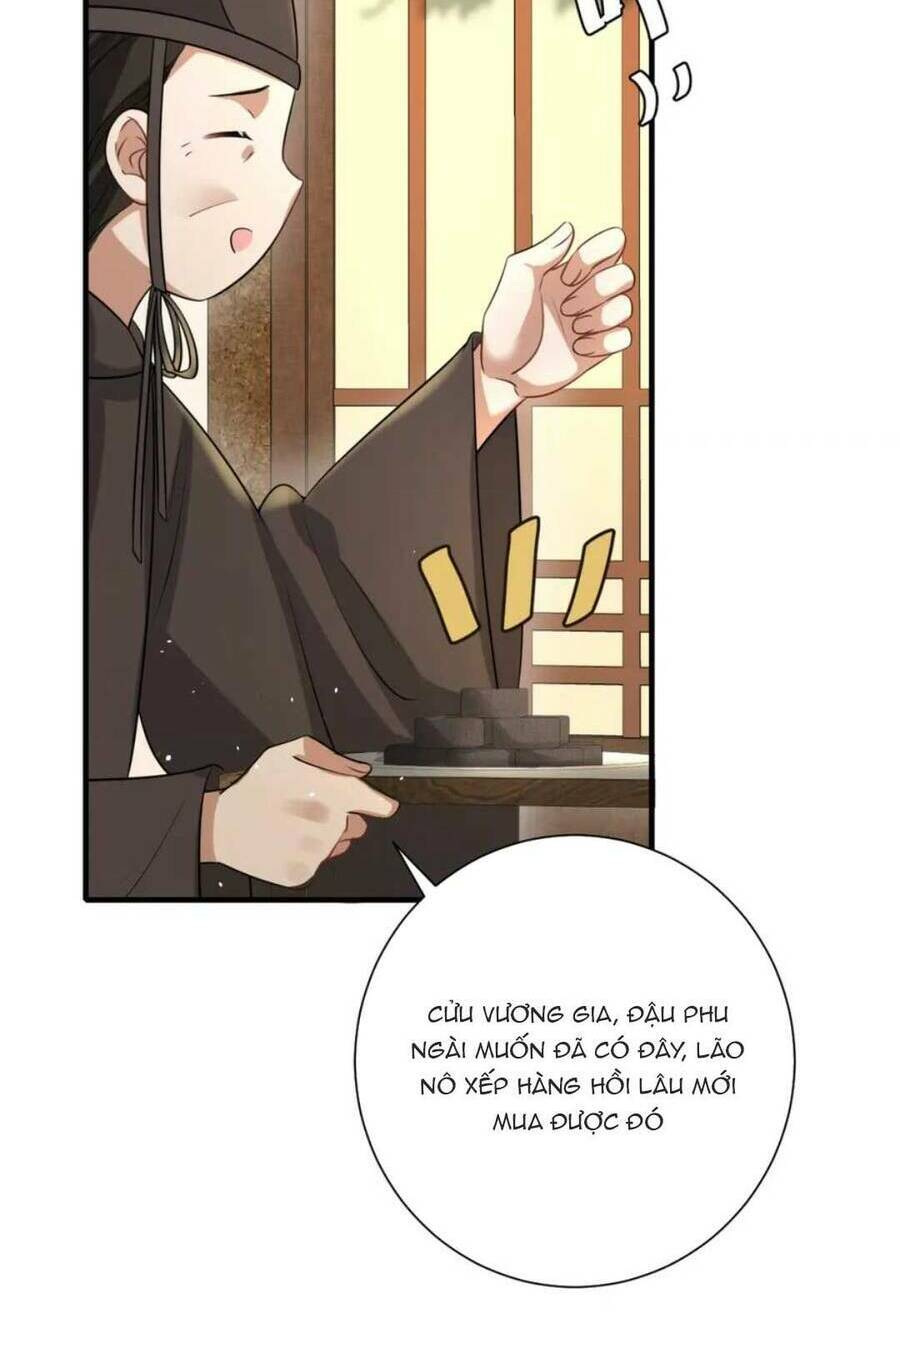 CỬU VƯƠNG GIA, ĐẬU PHU
NGÀI MUỐN ĐÃ CÓ ĐÂY, LÃO
NÔ XẾP HÀNG HỒI LÂU MỚI
MUA ĐƯỢC ĐÓ